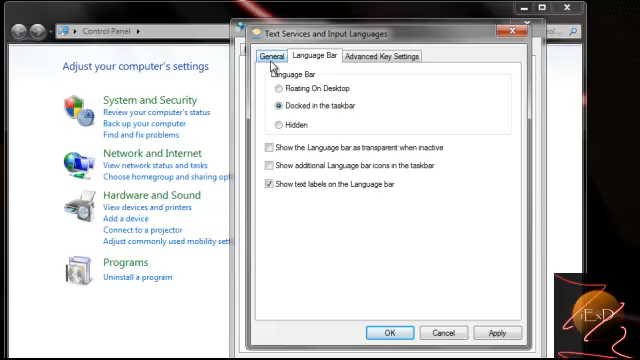 Control Panel
Adjust your computer's settings
System and Security
Review your computer's status
Back up your computer
Find and fix problems
Network and Internet
View network status and tasks
Choose homegroup and sharing opt
Hardware and Sound
View devices and printers
Add a device
Connect to a projector
Adjust commonly used mobility set
Programs
Uninstall a program
Text Services and Input Languages
General
Language Bar
Advanced Key Settings
Language Bar
Floating On Desktop
Docked in the taskbar
Hidden
Show the Language bar as transparent when inactive
Show additional Language bar icons in the taskbar
Show text labels on the Language bar
OK
Cancel
Apply